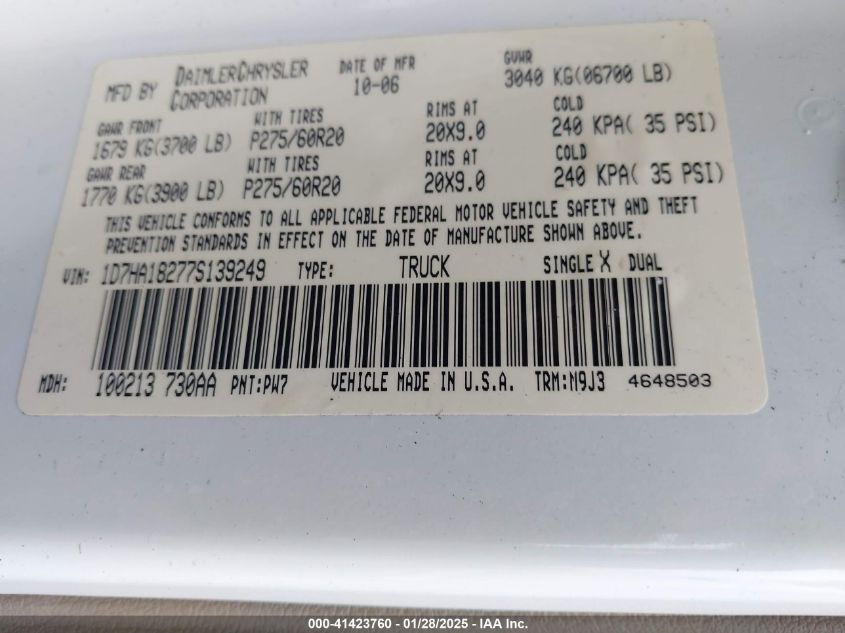 MFD BY DAIMLERCHRYSLER CORPORATION DATE OF MFR 10-06 GVWR 3040 KG(06700 LB)
GAWR FRONT WITH TIRES RIMS AT COLD
1679 KG(3700 LB) P275/60R20 20X9.0 240 KPA( 35 PSI)
GAWR REAR WITH TIRES RIMS AT COLD
1770 KG(3900 LB) P275/60R20 20X9.0 240 KPA( 35 PSI)
THIS VEHICLE CONFORMS TO ALL APPLICABLE FEDERAL MOTOR VEHICLE SAFETY AND THEFT
PREVENTION STANDARDS IN EFFECT ON THE DATE OF MANUFACTURE SHOWN ABOVE.
VIN: 1D7HA18277S139249 TYPE: TRUCK SINGLE X DUAL
MDH: 100213 730AA PNT:PW7 VEHICLE MADE IN U.S.A. TRM:N9J3 4648503
000-41423760 - 01/28/2025 - IAA Inc.